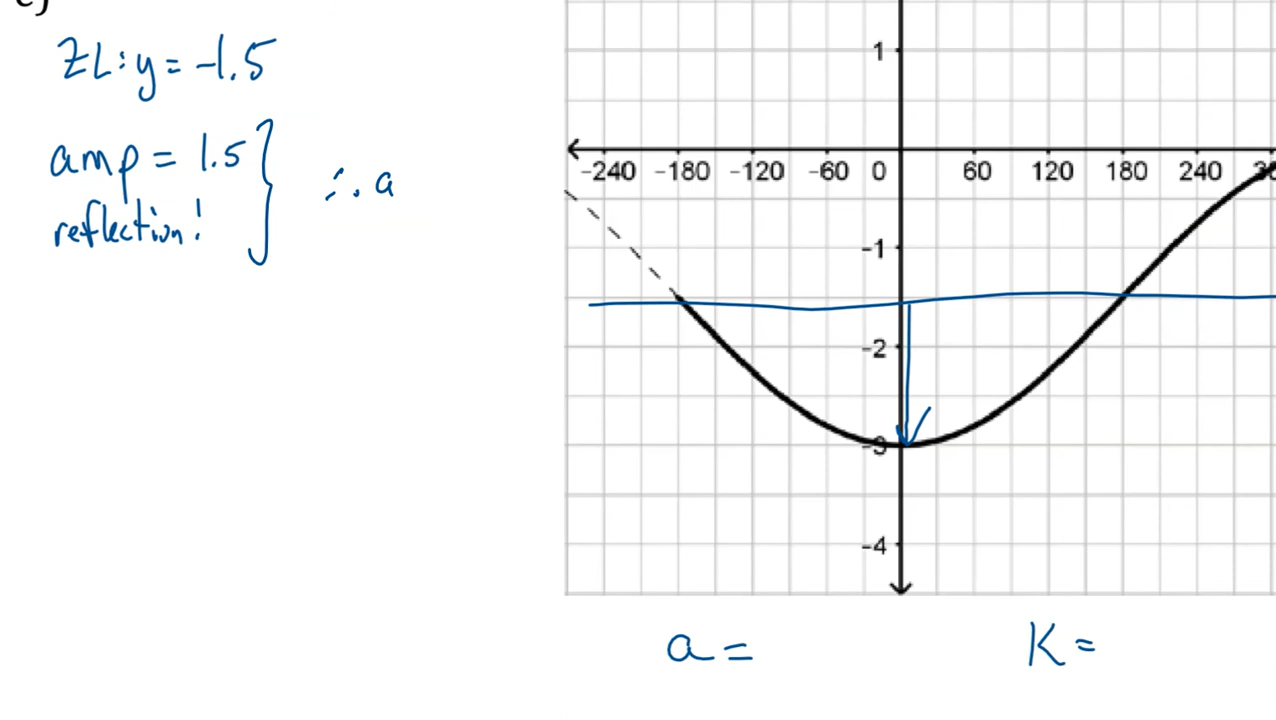 c)
ZL: y = -1.5
amp = 1.5
reflection!
∴ a
1
-240 -180 -120 -60 0 60 120 180 240 30
-1
-2
-3
-4
a =
K =